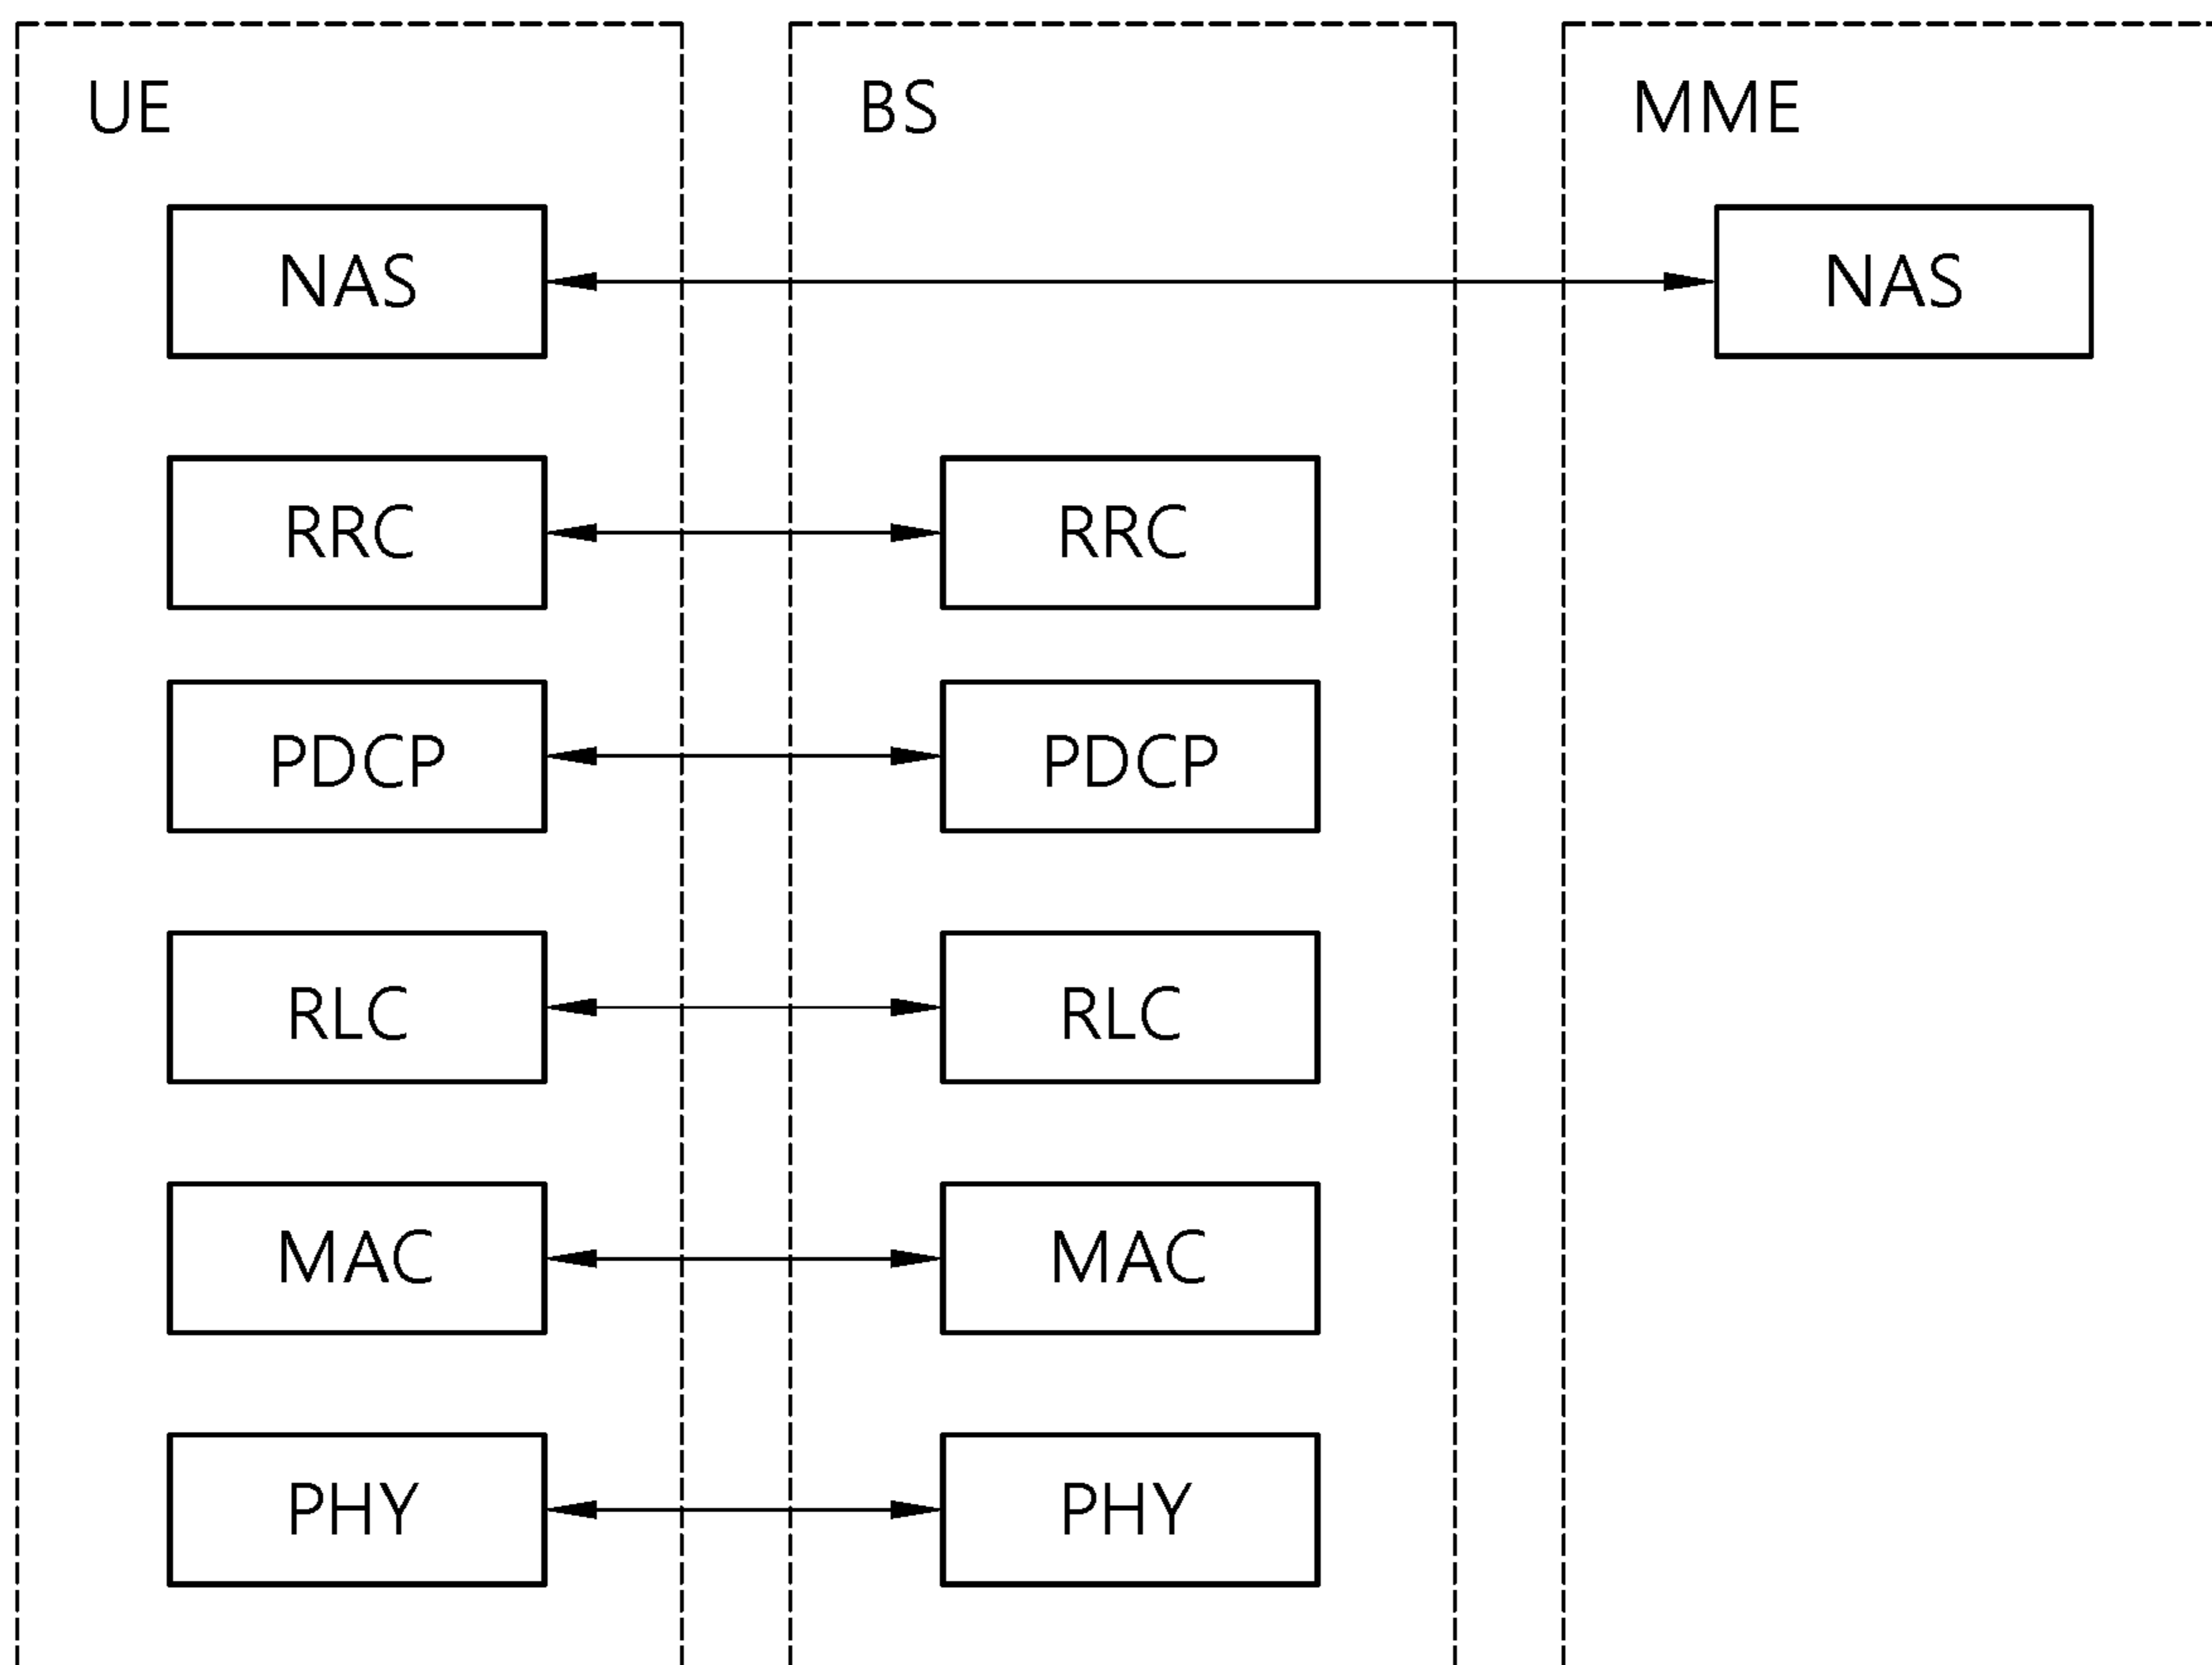 UE BS MME
NAS NAS
RRC RRC
PDCP PDCP
RLC RLC
MAC MAC
PHY PHY